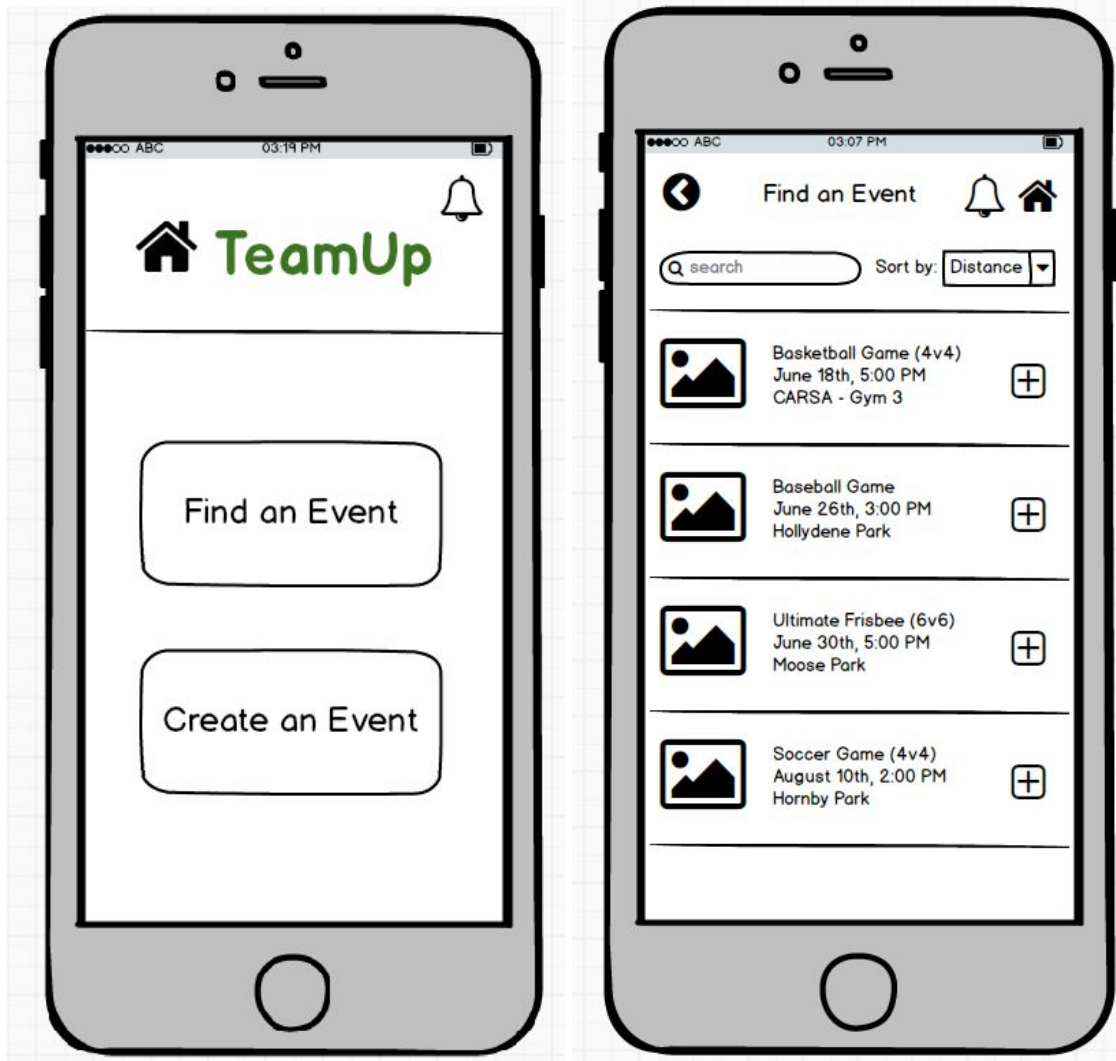 ABC 03:19 PM
TeamUp
Find an Event
Create an Event
ABC 03:07 PM
Find an Event
search Sort by: Distance
Basketball Game (4v4)
June 18th, 5:00 PM
CARSA - Gym 3
Baseball Game
June 26th, 3:00 PM
Hollydene Park
Ultimate Frisbee (6v6)
June 30th, 5:00 PM
Moose Park
Soccer Game (4v4)
August 10th, 2:00 PM
Hornby Park